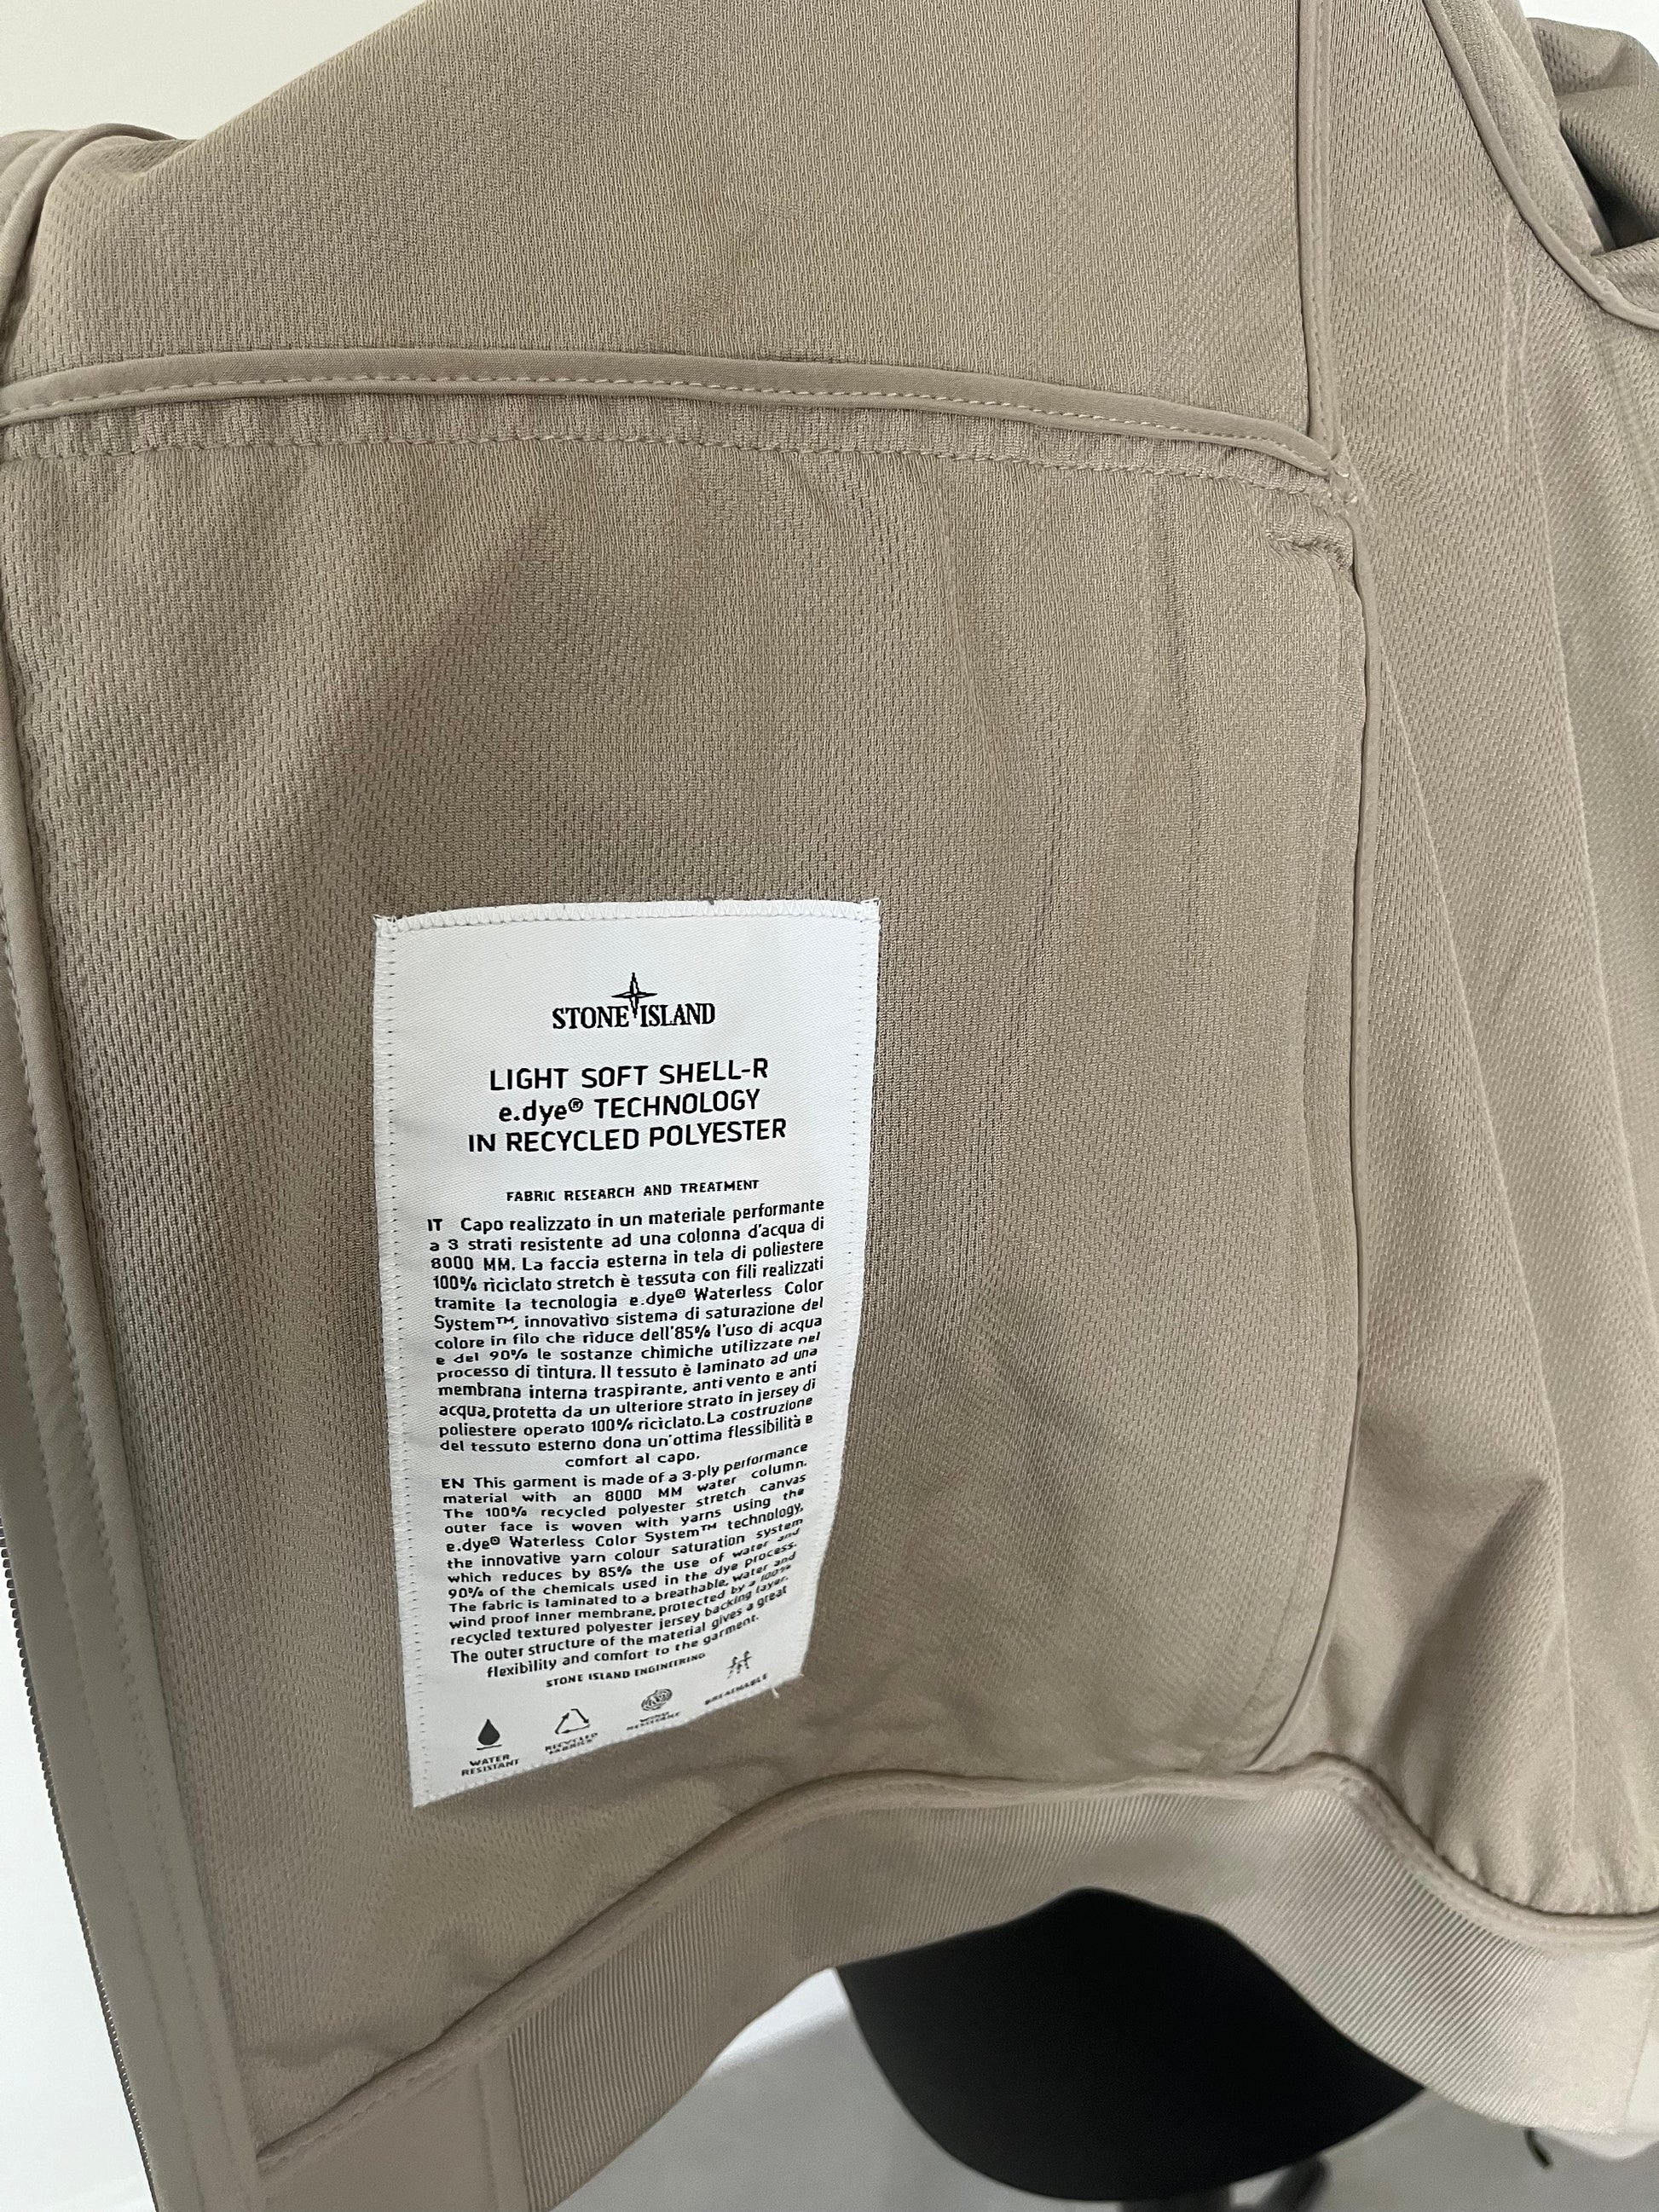 STONE ISLAND
LIGHT SOFT SHELL-R
e.dye® TECHNOLOGY
IN RECYCLED POLYESTER
FABRIC RESEARCH AND TREATMENT
IT Capo realizzato in un materiale performante
a 3 strati resistente ad una colonna d'acqua di
8000 MM. La faccia esterna in tela di poliestere
100% riciclato stretch è tessuta con fili realizzati
tramite la tecnologia e.dye® Waterless Color
System™, innovativo sistema di saturazione del
colore in filo che riduce dell'85% l'uso di acqua
e del 90% le sostanze chimiche utilizzate nel
processo di tintura. Il tessuto è laminato ad una
membrana interna traspirante, anti vento e anti
acqua, protetta da un ulteriore strato in jersey di
poliestere operato 100% riciclato. La costruzione
del tessuto esterno dona un'ottima flessibilità e
comfort al capo.
EN This garment is made of a 3-ply performance
material with an 8000 MM water column.
The 100% recycled polyester stretch canvas
outer face is woven with yarns using the
e.dye® Waterless Color System™ technology,
the innovative yarn colour saturation system
which reduces by 85% the use of water and
90% of the chemicals used in the dye process.
The fabric is laminated to a breathable, water and
wind proof inner membrane, protected by a 100%
recycled textured polyester jersey backing layer.
The outer structure of the material gives a great
flexibility and comfort to the garment.
STONE ISLAND ENGINEERING
WATER
RESISTANT
RECYCLED
FABRICS
WIND
RESISTANT
BREATHABLE